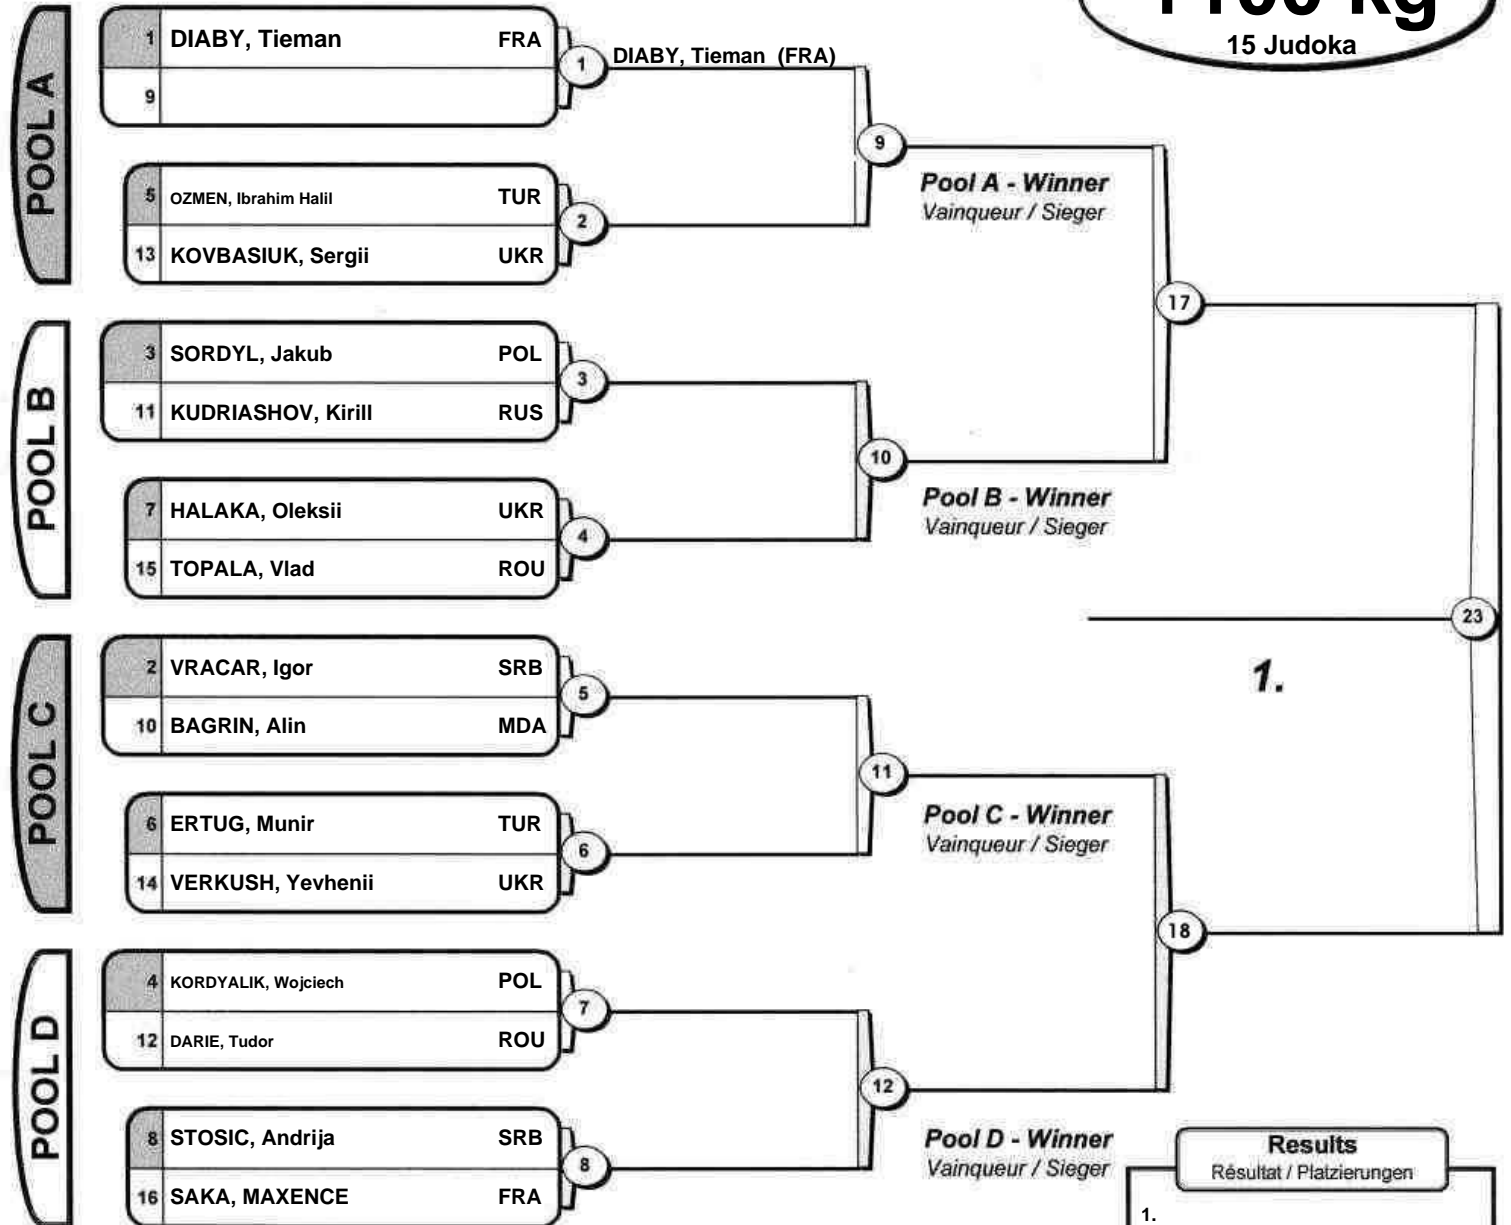 100 kg
15 Judoka
POOL A
1 DIABY, Tieman FRA
9
1
DIABY, Tieman (FRA)
5 OZMEN, Ibrahim Halil TUR
13 KOVBASIUK, Sergii UKR
2
9
Pool A - Winner
Vainqueur / Sieger
POOL B
3 SORDYL, Jakub POL
11 KUDRIASHOV, Kirill RUS
3
7 HALAKA, Oleksii UKR
15 TOPALA, Vlad ROU
4
10
Pool B - Winner
Vainqueur / Sieger
17
POOL C
2 VRACAR, Igor SRB
10 BAGRIN, Alin MDA
5
6 ERTUG, Munir TUR
14 VERKUSH, Yevhenii UKR
6
11
Pool C - Winner
Vainqueur / Sieger
POOL D
4 KORDYALIK, Wojciech POL
12 DARIE, Tudor ROU
7
8 STOSIC, Andrija SRB
16 SAKA, MAXENCE FRA
8
12
Pool D - Winner
Vainqueur / Sieger
18
23
1.
Results
Résultat / Platzierungen
1.